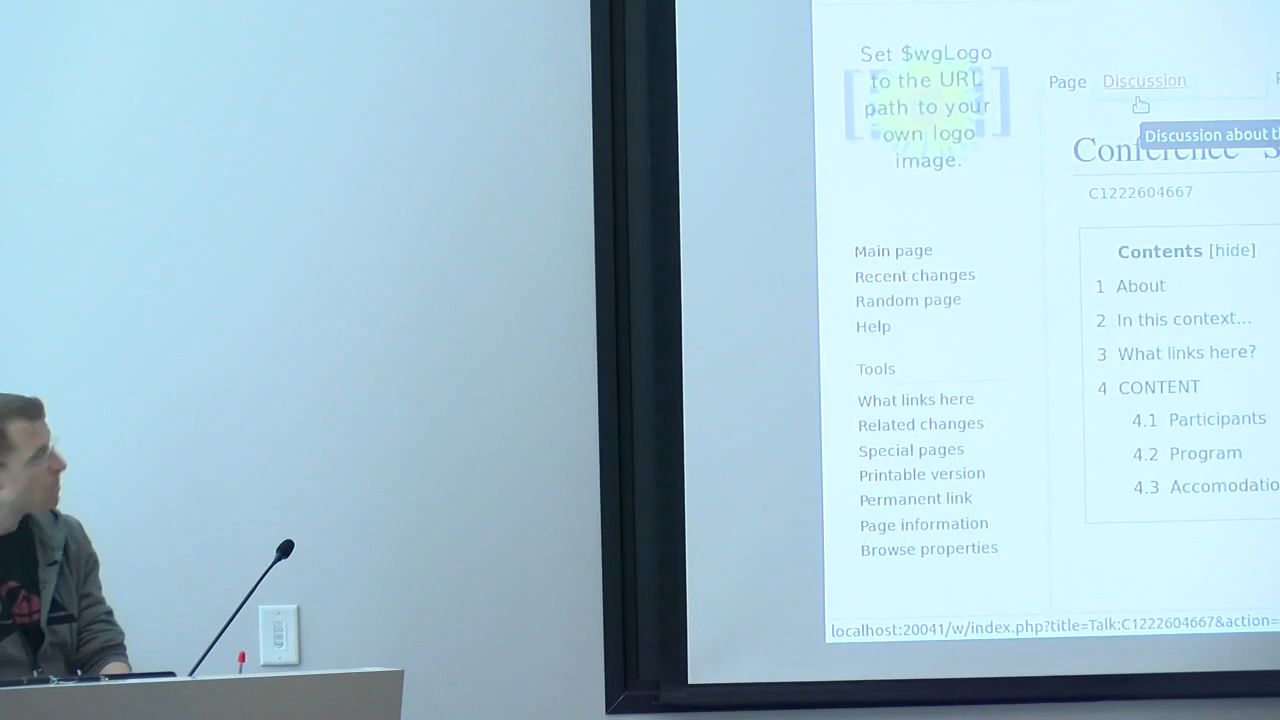 Set $wgLogo
to the URL
path to your
own logo
image.
Page Discussion
Discussion about
Conference
C1222604667
Contents [hide]
1 About
2 In this context...
3 What links here?
4 CONTENT
4.1 Participants
4.2 Program
4.3
Main page
Recent changes
Random page
Help
Tools
What links here
Related changes
Special pages
Printable version
Permanent link
Page information
Browse properties
localhost:20041/w/index.php?title=Talk:C1222604667&action=